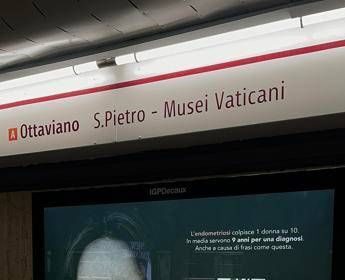 A Ottaviano S.Pietro - Musei Vaticani
IGPDecaux
L'endometriosi colpisce 1 donna su 10.
In media servono 9 anni per una diagnosi.
Anche a causa di frasi come questa.